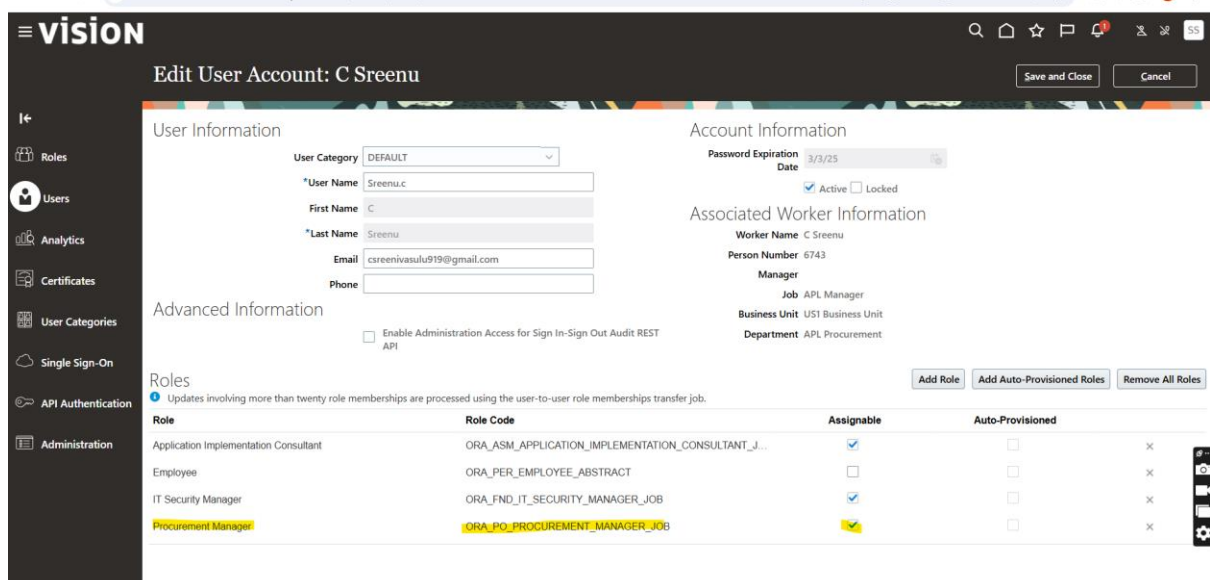 ≡ VISION
SS
Edit User Account: C Sreenu
Save and Close
Cancel
Roles
Users
Analytics
Certificates
User Categories
Single Sign-On
API Authentication
Administration
User Information
User Category DEFAULT
*User Name Sreenu.c
First Name C
*Last Name Sreenu
Email csreenivasulu919@gmail.com
Phone
Advanced Information
Enable Administration Access for Sign In-Sign Out Audit REST
API
Account Information
Password Expiration
Date
3/3/25
Active
Locked
Associated Worker Information
Worker Name C Sreenu
Person Number 6743
Manager
Job APL Manager
Business Unit US1 Business Unit
Department APL Procurement
Roles
Add Role
Add Auto-Provisioned Roles
Remove All Roles
Updates involving more than twenty role memberships are processed using the user-to-user role memberships transfer job.
Role Role Code Assignable Auto-Provisioned
Application Implementation Consultant ORA_ASM_APPLICATION_IMPLEMENTATION_CONSULTANT_J...
Employee ORA_PER_EMPLOYEE_ABSTRACT
IT Security Manager ORA_FND_IT_SECURITY_MANAGER_JOB
Procurement Manager ORA_PO_PROCUREMENT_MANAGER_JOB